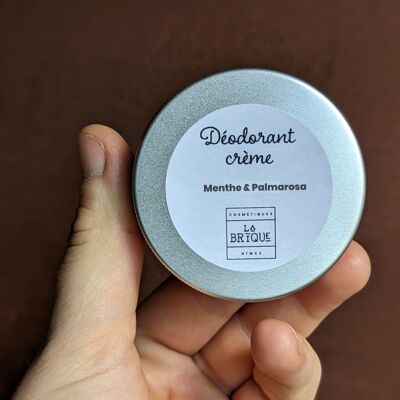 Déodorant
crème
Menthe & Palmarosa
COSMÉTIQUES
LA
BRIQUE
NÎMES